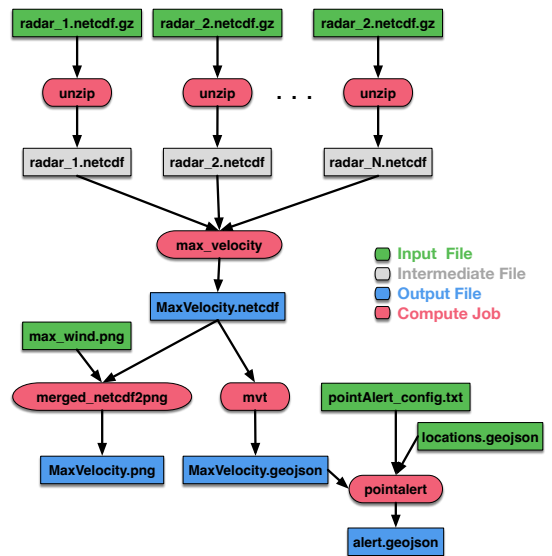 radar_1.netcdf.gz
radar_2.netcdf.gz
radar_2.netcdf.gz
unzip
unzip
. . .
unzip
radar_1.netcdf
radar_2.netcdf
radar_N.netcdf
max_velocity
Input File
Intermediate File
Output File
Compute Job
MaxVelocity.netcdf
max_wind.png
merged_netcdf2png
mvt
pointAlert_config.txt
locations.geojson
MaxVelocity.png
MaxVelocity.geojson
pointalert
alert.geojson